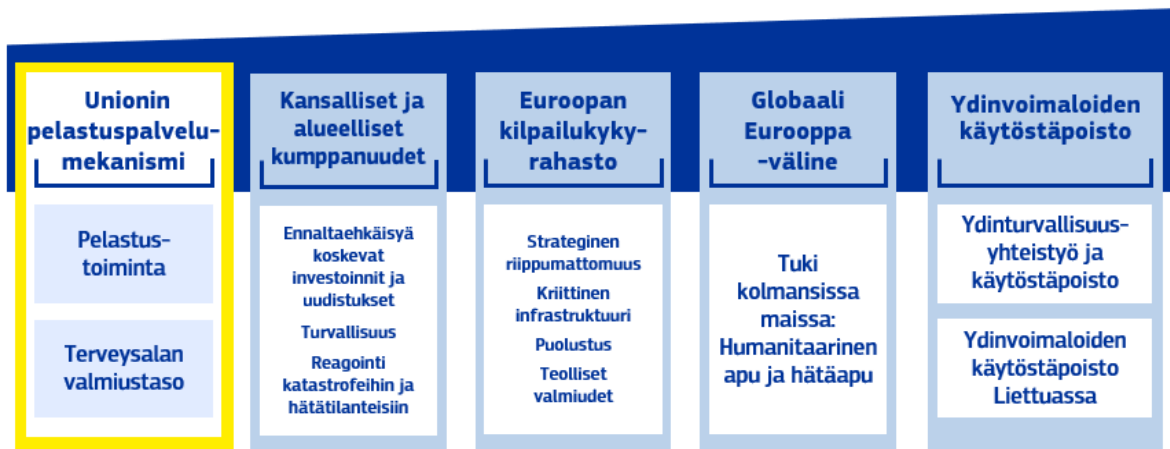 Unionin
pelastuspalvelu-
mekanismi
Pelastus-
toiminta
Terveysalan
valmiustaso
Kansalliset ja
alueelliset
kumppanuudet
Ennaltaehkäisyä
koskevat
investoinnit ja
uudistukset
Turvallisuus
Reagointi
katastrofeihin ja
hätätilanteisiin
Euroopan
kilpailukyky-
rahasto
Strateginen
riippumattomuus
Kriittinen
infrastruktuuri
Puolustus
Teolliset
valmiudet
Globaali
Eurooppa
-väline
Tuki
kolmansissa
maissa:
Humanitaarinen
apu ja hätäapu
Ydinvoimaloiden
käytöstäpoisto
Ydinturvallisuus-
yhteistyö ja
käytöstäpoisto
Ydinvoimaloiden
käytöstäpoisto
Liettuassa